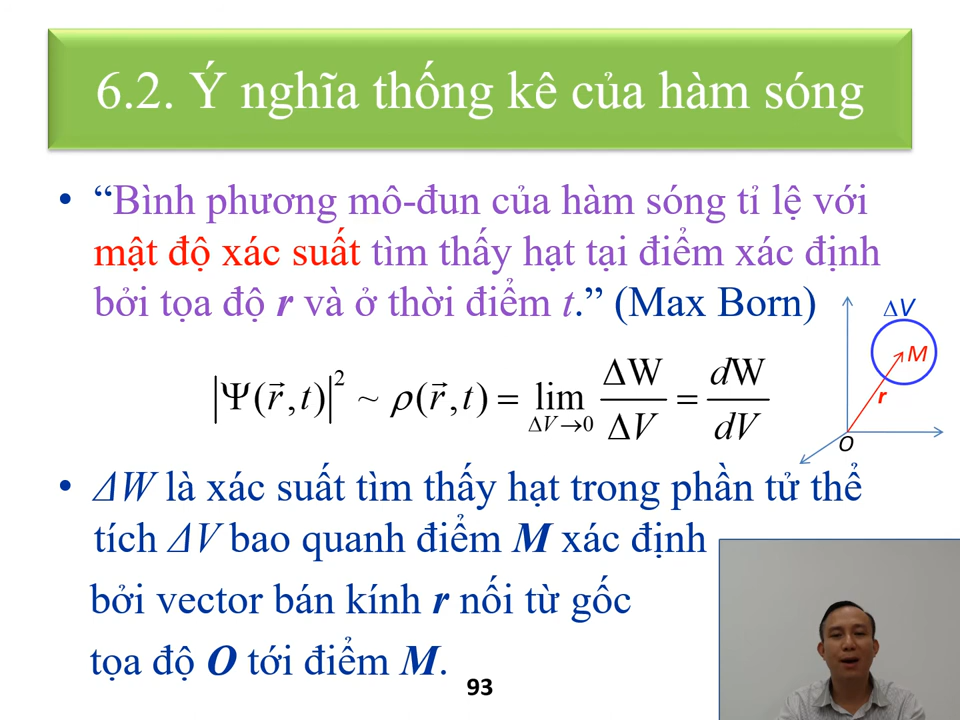 6.2. Ý nghĩa thống kê của hàm sóng
• “Bình phương mô-đun của hàm sóng tỉ lệ với
mật độ xác suất tìm thấy hạt tại điểm xác định
bởi tọa độ r và ở thời điểm t.” (Max Born)
|Ψ(r⃗,t)|² ~ ρ(r⃗,t) = lim_{ΔV→0} ΔW/ΔV = dW/dV
ΔV
M
r
O
• ΔW là xác suất tìm thấy hạt trong phần tử thể
tích ΔV bao quanh điểm M xác định
bởi vector bán kính r nối từ gốc
tọa độ O tới điểm M.
93